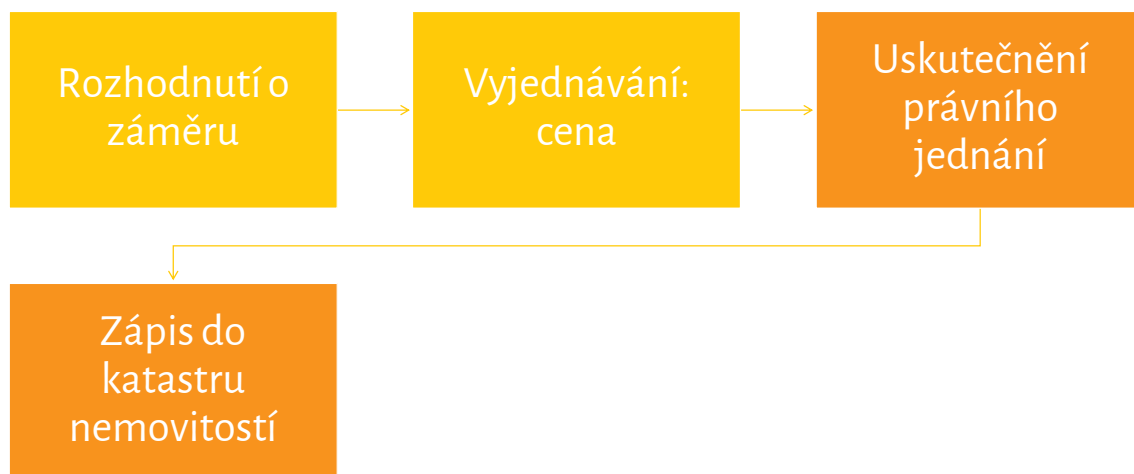 Rozhodnutí o
záměru
Vyjednávání:
cena
Uskutečnění
právního
jednání
Zápis do
katastru
nemovitostí